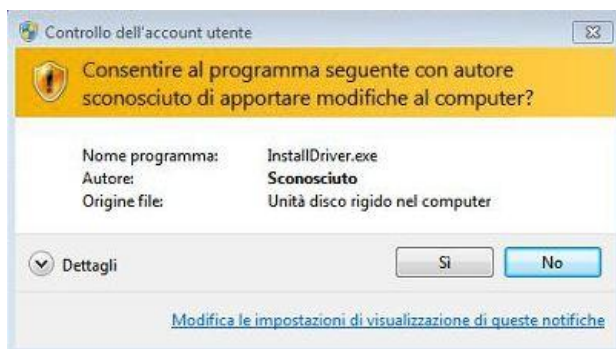 Controllo dell'account utente
Consentire al programma seguente con autore
sconosciuto di apportare modifiche al computer?
Nome programma: InstallDriver.exe
Autore: Sconosciuto
Origine file: Unità disco rigido nel computer
Dettagli Sì No
Modifica le impostazioni di visualizzazione di queste notifiche